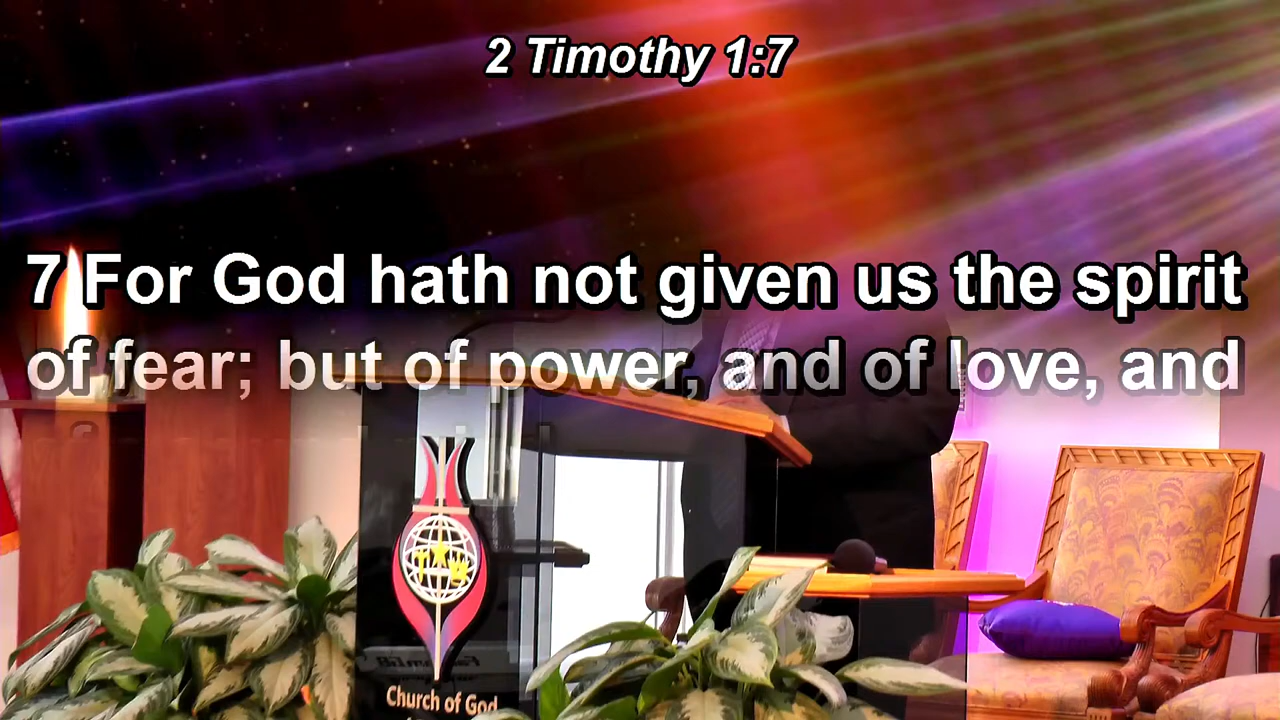 2 Timothy 1:7
7 For God hath not given us the spirit
of fear; but of power, and of love, and
Church of God